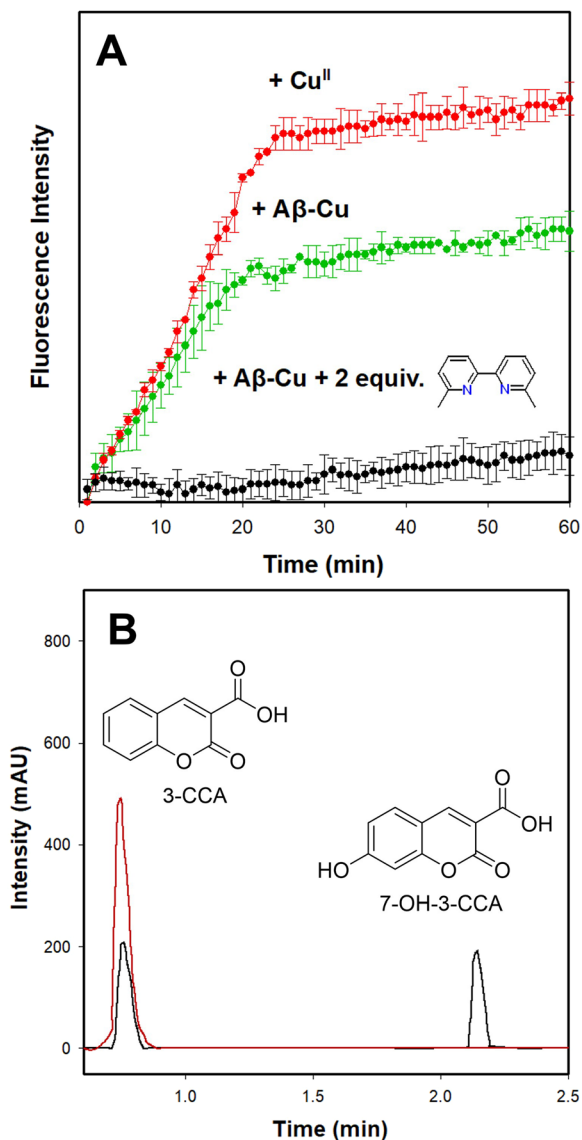 A
+ Cuᴵᴵ
+ Aβ-Cu
+ Aβ-Cu + 2 equiv.
N N
Fluorescence Intensity
0 10 20 30 40 50 60
Time (min)
B
800
600
400
200
0
Intensity (mAU)
O
OH
O O
3-CCA
O
OH
HO O O
7-OH-3-CCA
1.0 1.5 2.0 2.5
Time (min)